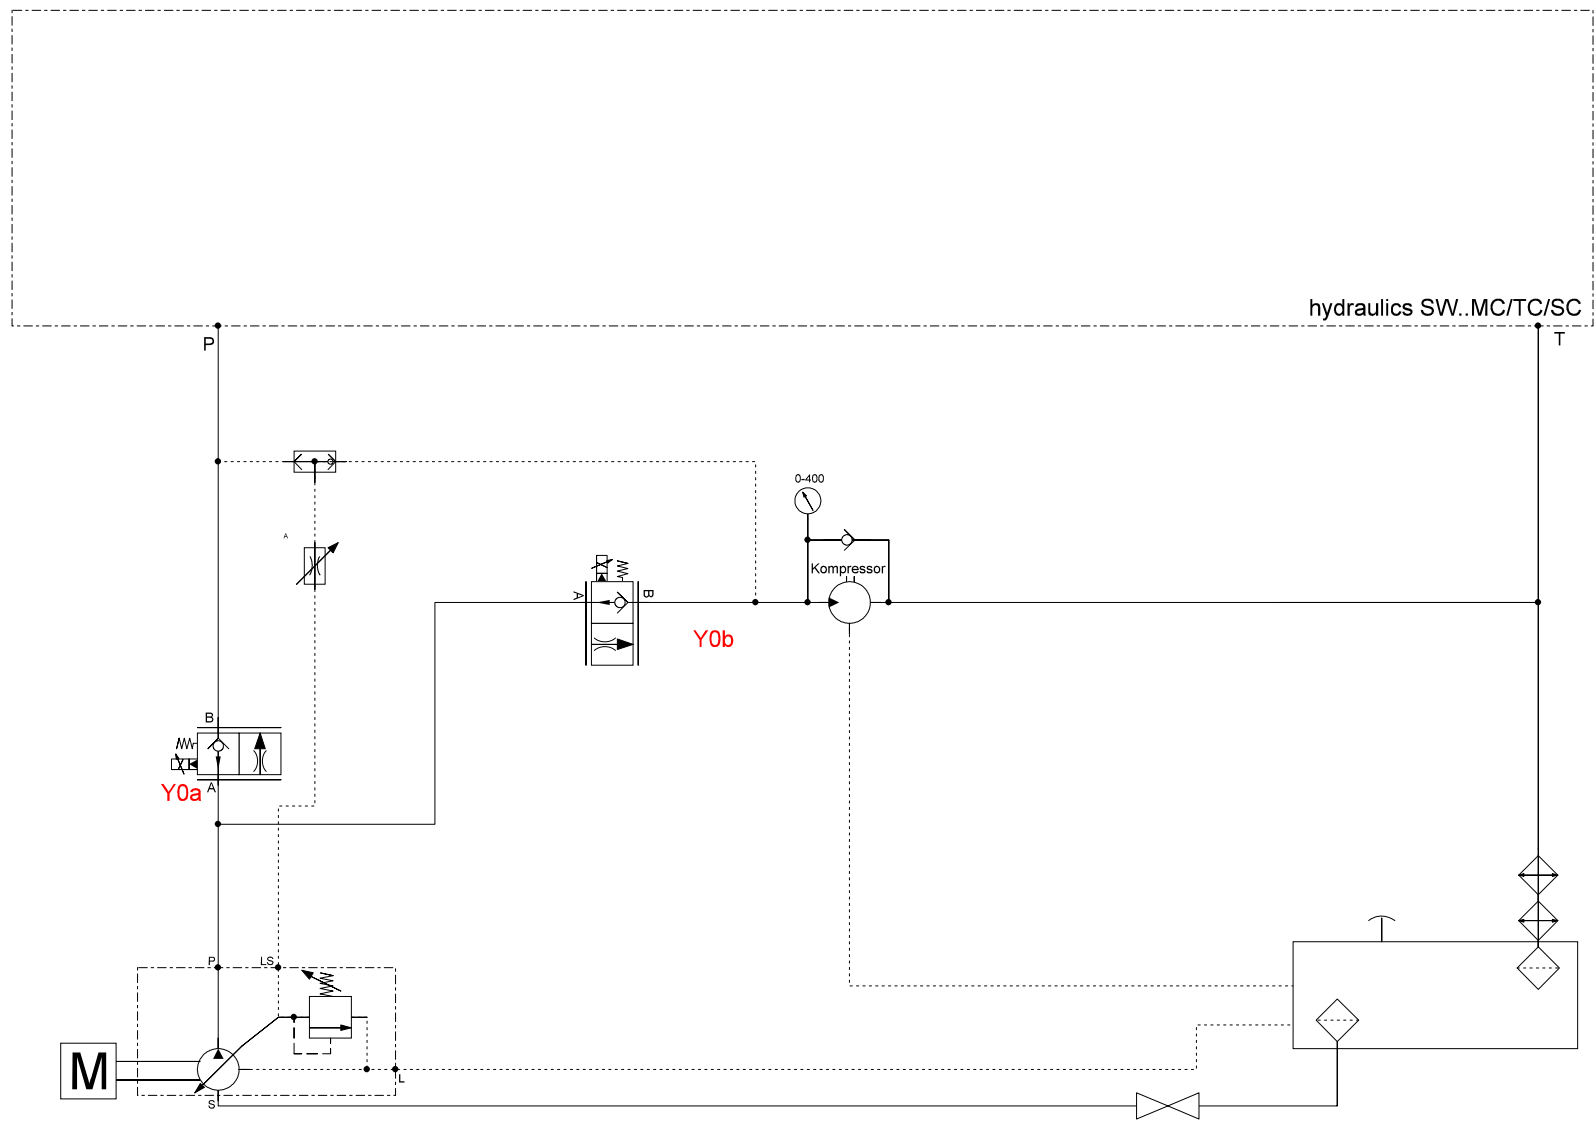 hydraulics SW..MC/TC/SC
P
T
0-400
A
Kompressor
A
B
Y0b
B
Y0a
A
P
LS
M
L
S